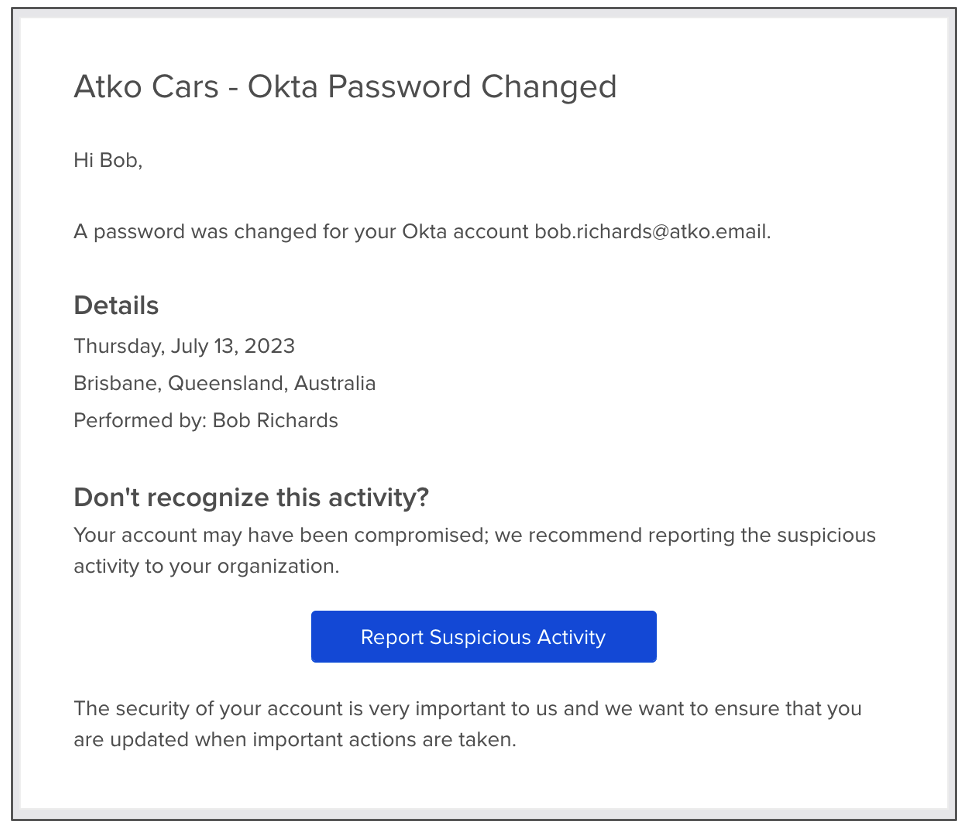 Atko Cars - Okta Password Changed
Hi Bob,
A password was changed for your Okta account bob.richards@atko.email.
Details
Thursday, July 13, 2023
Brisbane, Queensland, Australia
Performed by: Bob Richards
Don't recognize this activity?
Your account may have been compromised; we recommend reporting the suspicious
activity to your organization.
Report Suspicious Activity
The security of your account is very important to us and we want to ensure that you
are updated when important actions are taken.